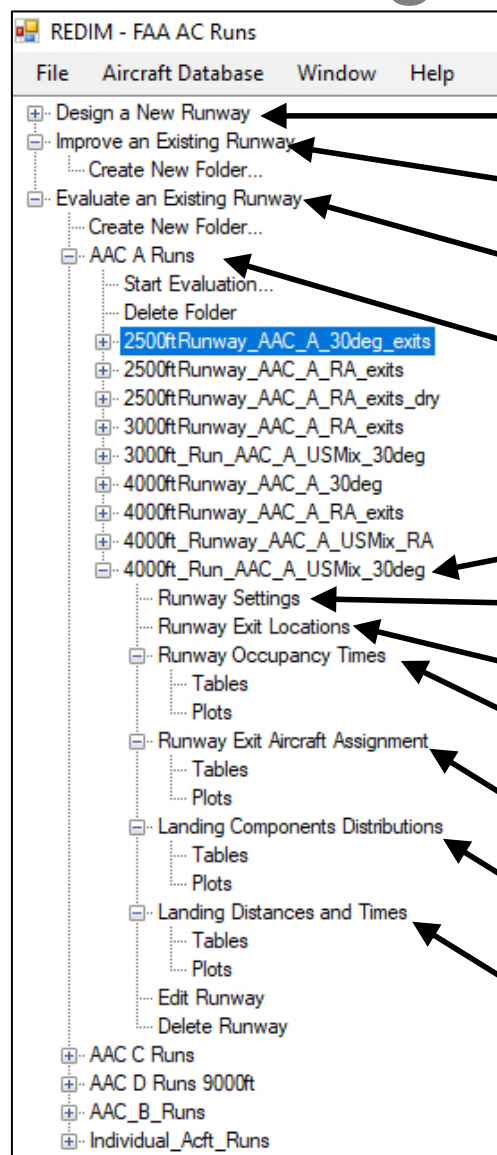 REDIM - FAA AC Runs
File Aircraft Database Window Help
Design a New Runway
Improve an Existing Runway
Create New Folder...
Evaluate an Existing Runway
Create New Folder...
AAC A Runs
Start Evaluation...
Delete Folder
2500ftRunway_AAC_A_30deg_exits
2500ftRunway_AAC_A_RA_exits
2500ftRunway_AAC_A_RA_exits_dry
3000ftRunway_AAC_A_RA_exits
3000ft_Run_AAC_A_USMix_30deg
4000ftRunway_AAC_A_30deg
4000ftRunway_AAC_A_RA_exits
4000ft_Runway_AAC_A_USMix_RA
4000ft_Run_AAC_A_USMix_30deg
Runway Settings
Runway Exit Locations
Runway Occupancy Times
Tables
Plots
Runway Exit Aircraft Assignment
Tables
Plots
Landing Components Distributions
Tables
Plots
Landing Distances and Times
Tables
Plots
Edit Runway
Delete Runway
AAC C Runs
AAC D Runs 9000ft
AAC_B_Runs
Individual_Acft_Runs